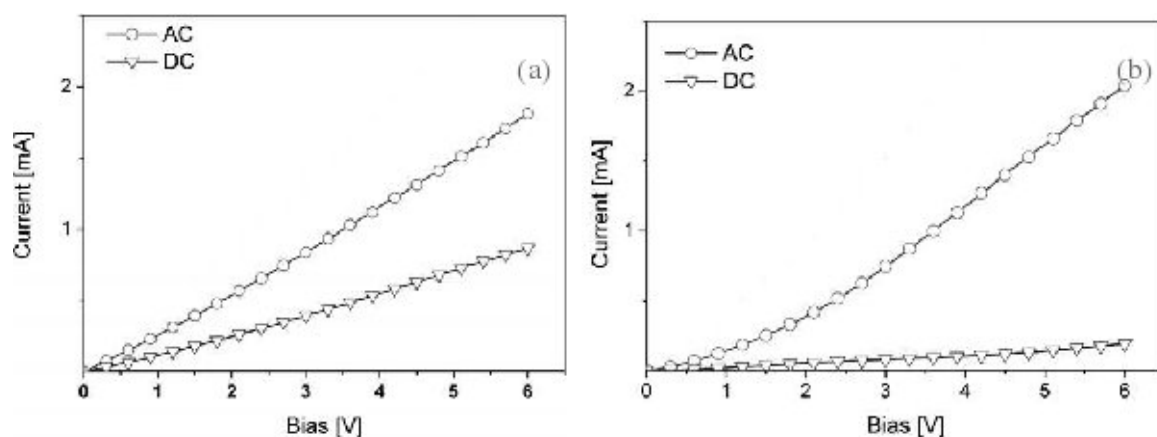 AC
DC
(a)
2
1
Current [mA]
0 1 2 3 4 5 6
Bias [V]
AC
DC
(b)
2
1
0
Current [mA]
0 1 2 3 4 5 6
Bias [V]